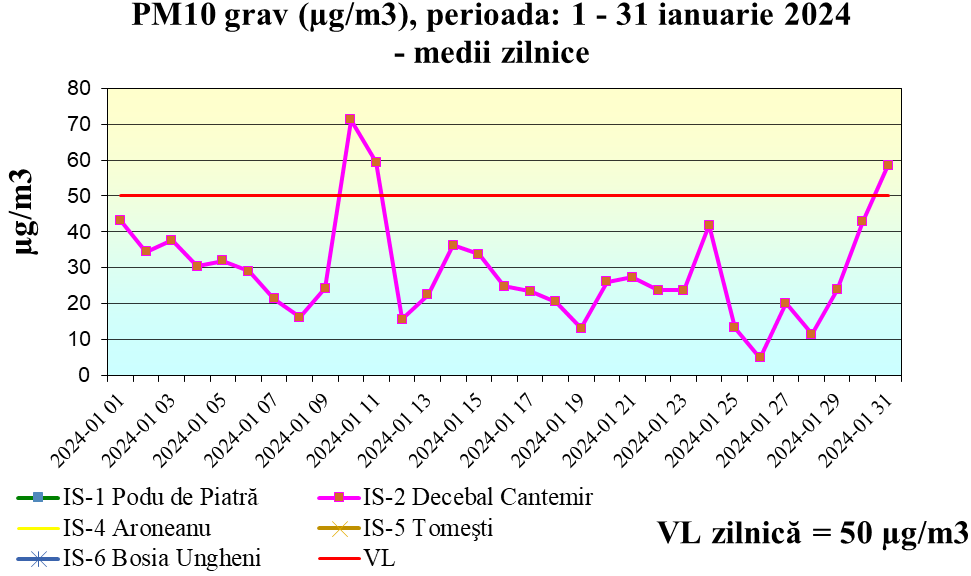 PM10 grav (µg/m3), perioada: 1 - 31 ianuarie 2024
- medii zilnice
80
70
60
50
40
30
20
10
0
µg/m3
2024-01 01
2024-01 03
2024-01 05
2024-01 07
2024-01 09
2024-01 11
2024-01 13
2024-01 15
2024-01 17
2024-01 19
2024-01 21
2024-01 23
2024-01 25
2024-01 27
2024-01 29
2024-01 31
IS-1 Podu de Piatră
IS-2 Decebal Cantemir
IS-4 Aroneanu
IS-5 Tomeşti
IS-6 Bosia Ungheni
VL
VL zilnică = 50 µg/m3